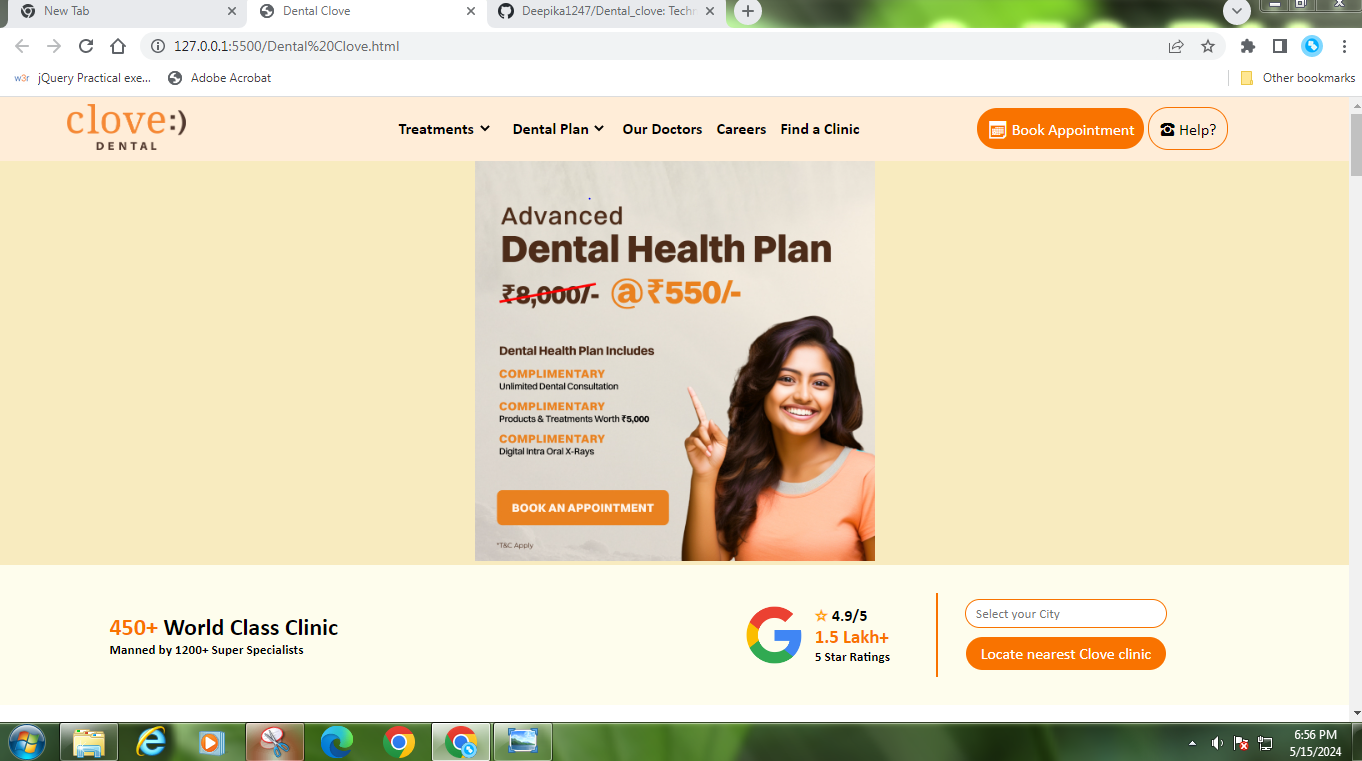 New Tab
Dental Clove
Deepika1247/Dental_clove: Techn
127.0.0.1:5500/Dental%20Clove.html
w3r jQuery Practical exe...
Adobe Acrobat
Other bookmarks
clove:)
DENTAL
Treatments
Dental Plan
Our Doctors
Careers
Find a Clinic
Book Appointment
Help?
Advanced
Dental Health Plan
₹8,000/- @₹550/-
Dental Health Plan Includes
COMPLIMENTARY
Unlimited Dental Consultation
COMPLIMENTARY
Products & Treatments Worth ₹5,000
COMPLIMENTARY
Digital Intra Oral X-Rays
BOOK AN APPOINTMENT
*T&C Apply
450+ World Class Clinic
Manned by 1200+ Super Specialists
4.9/5
1.5 Lakh+
5 Star Ratings
Select your City
Locate nearest Clove clinic
6:56 PM
5/15/2024